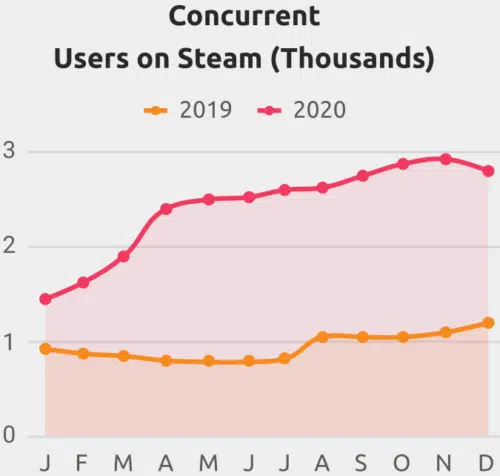 Concurrent
Users on Steam (Thousands)
2019 2020
3
2
1
0
J F M A M J J A S O N D